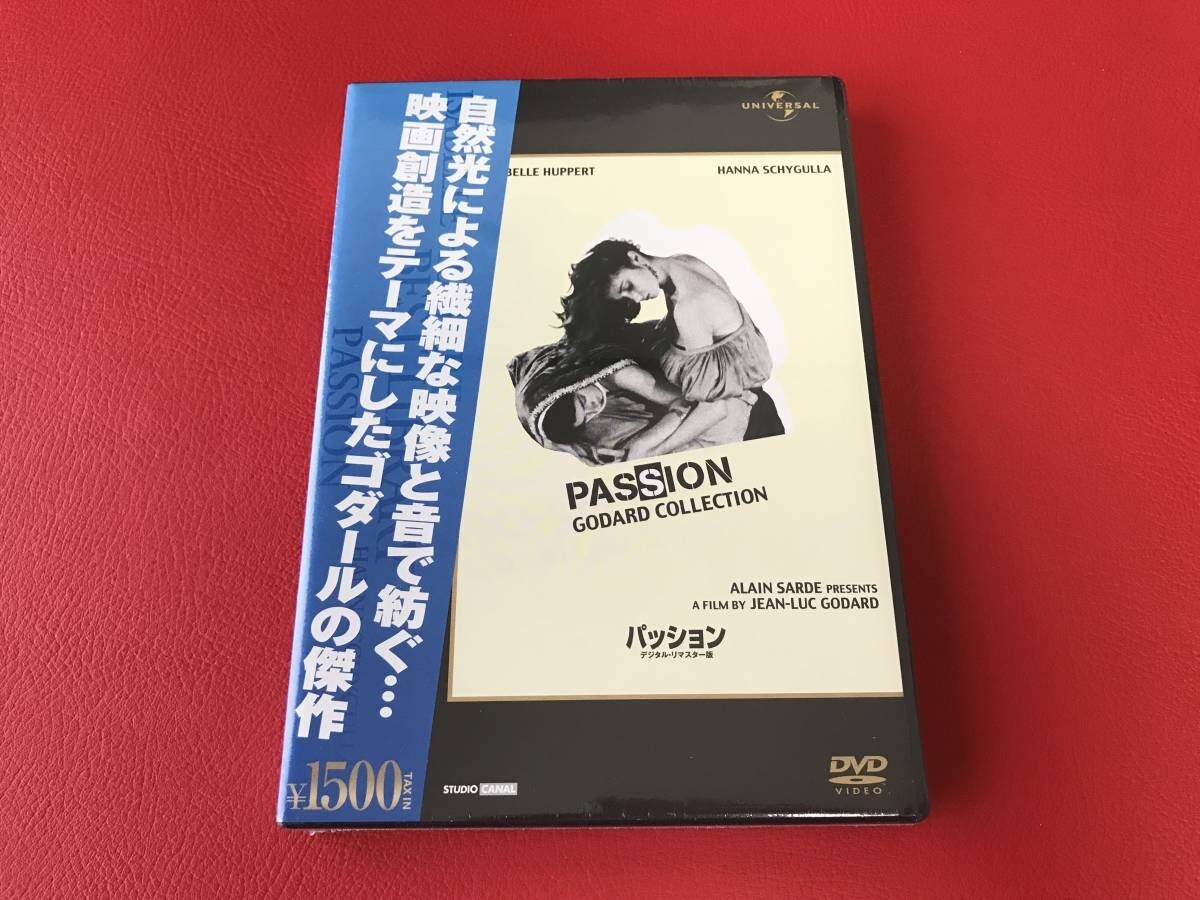 自然光による繊細な映像と音で紡ぐ…
映画創造をテーマにしたゴダールの傑作
PASSION
¥1500 TAX IN
UNIVERSAL
BELLE HUPPERT
HANNA SCHYGULLA
PASSION
GODARD COLLECTION
ALAIN SARDE PRESENTS
A FILM BY JEAN-LUC GODARD
パッション
デジタル・リマスター版
STUDIO CANAL
DVD
VIDEO